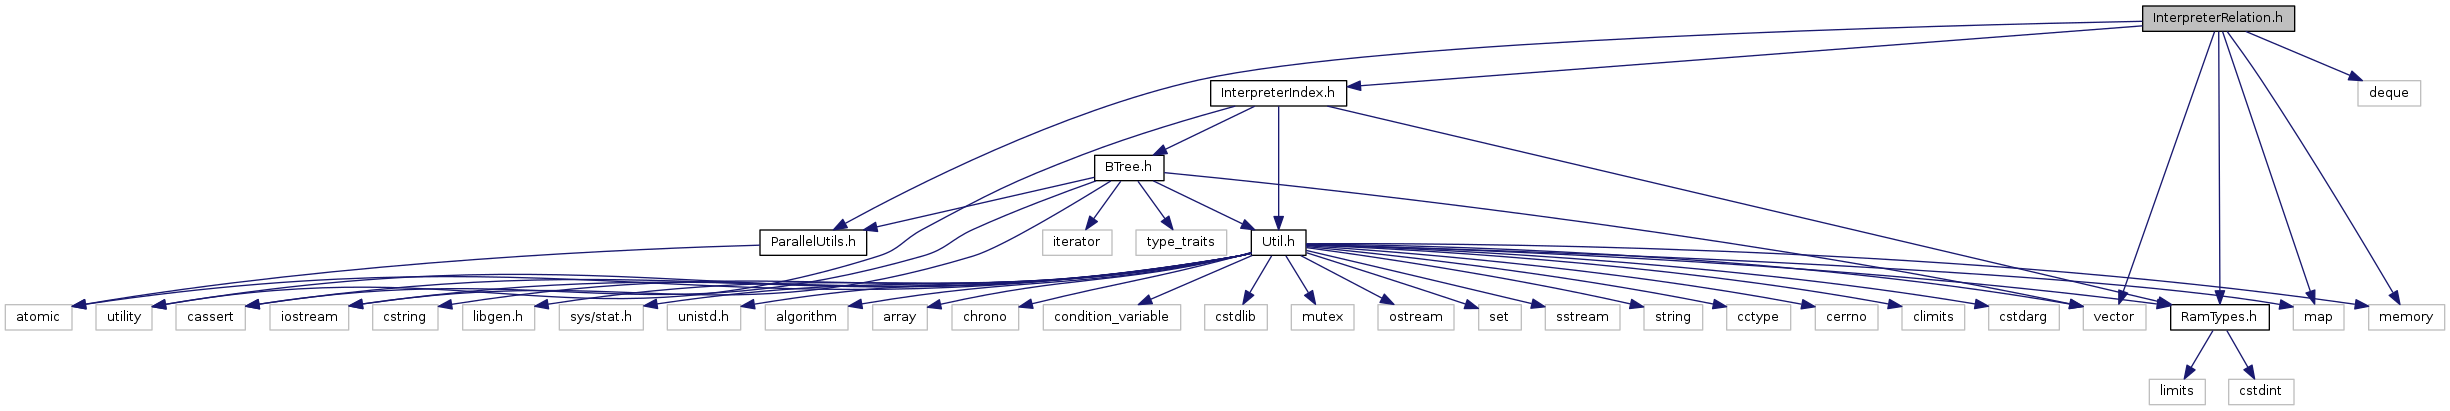 InterpreterRelation.h
InterpreterIndex.h
deque
BTree.h
ParallelUtils.h
iterator
type_traits
Util.h
atomic
utility
cassert
iostream
cstring
libgen.h
sys/stat.h
unistd.h
algorithm
array
chrono
condition_variable
cstdlib
mutex
ostream
set
sstream
string
cctype
cerrno
climits
cstdarg
vector
RamTypes.h
map
memory
limits
cstdint